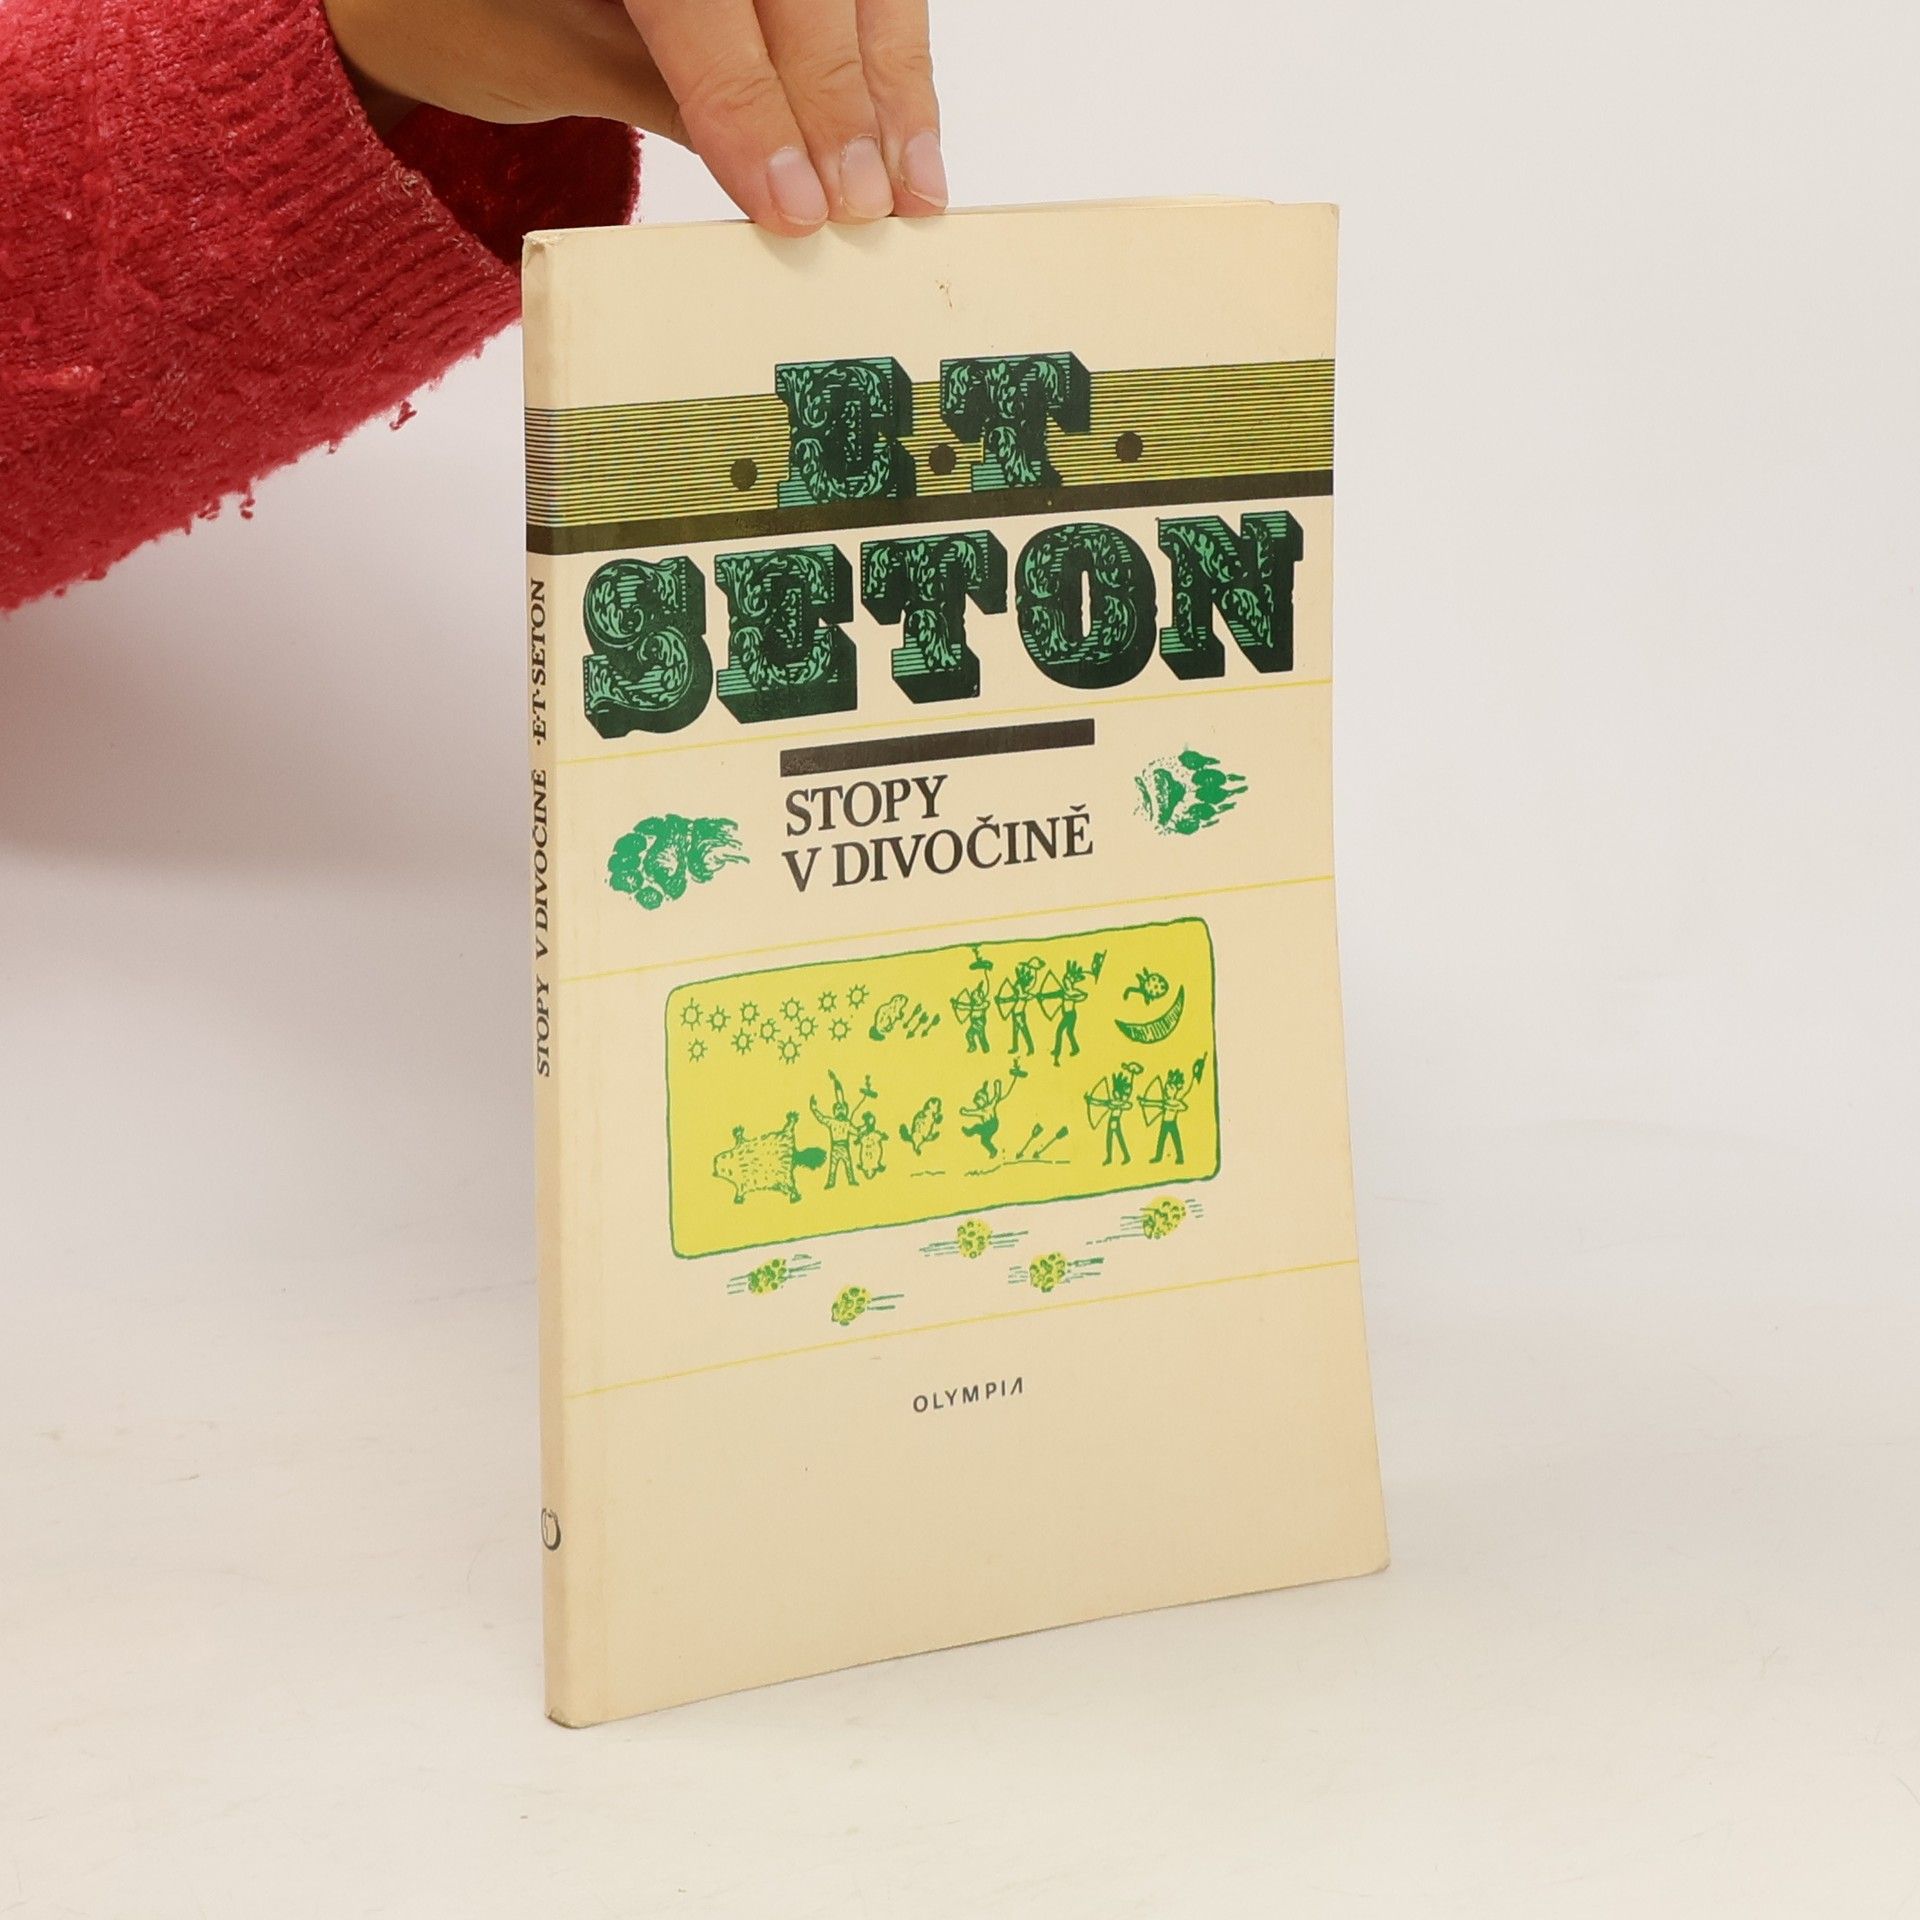 · E · T ·
SETON
STOPY
V DIVOČINĚ
OLYMPIA
STOPY V DIVOČINĚ · E·T· SETON